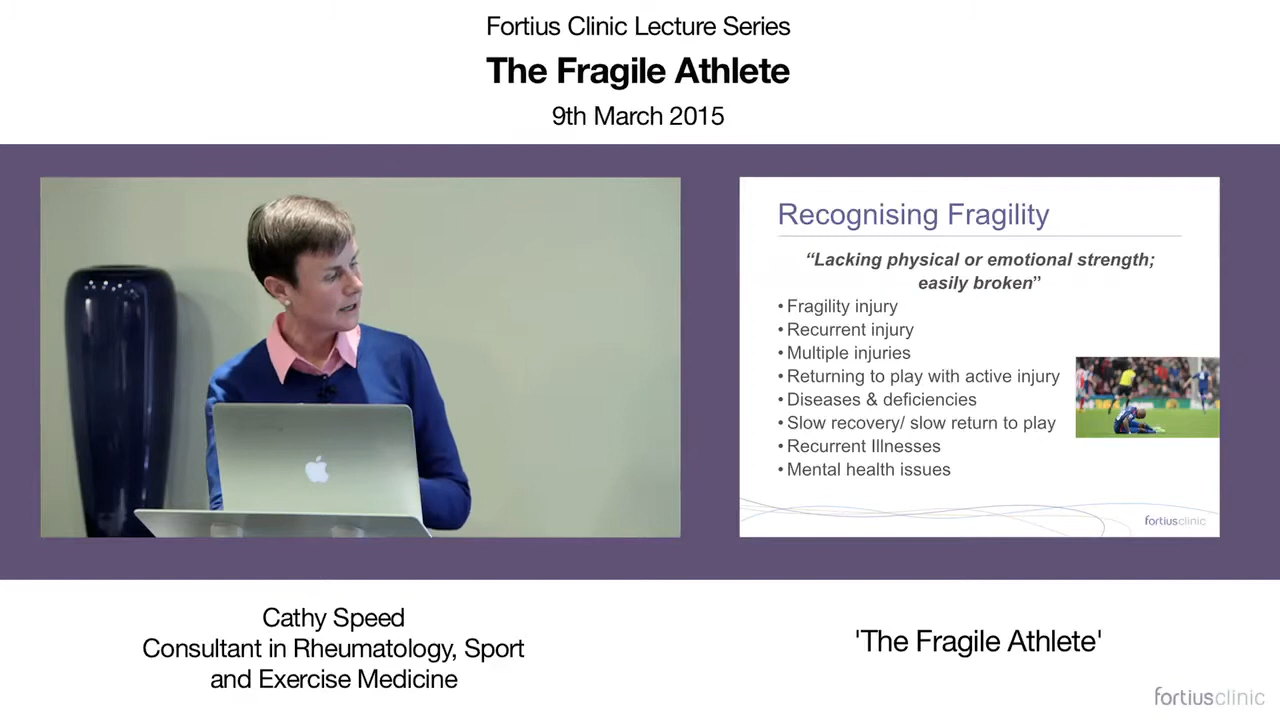 Fortius Clinic Lecture Series
The Fragile Athlete
9th March 2015
Recognising Fragility
“Lacking physical or emotional strength;
easily broken”
• Fragility injury
• Recurrent injury
• Multiple injuries
• Returning to play with active injury
• Diseases & deficiencies
• Slow recovery/ slow return to play
• Recurrent Illnesses
• Mental health issues
fortiusclinic
Cathy Speed
Consultant in Rheumatology, Sport
and Exercise Medicine
'The Fragile Athlete'
fortiusclinic